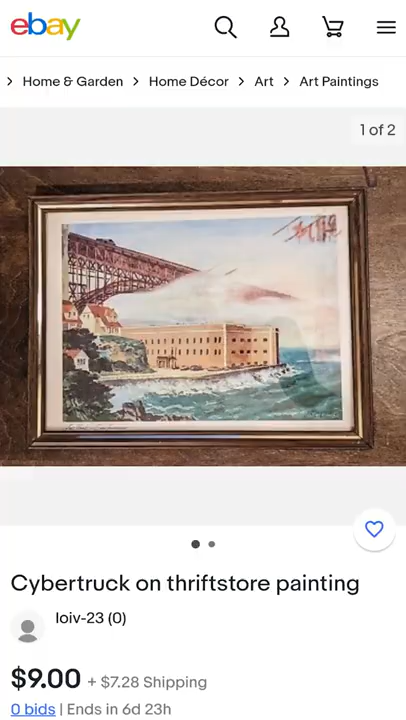 ebay
Home & Garden > Home Décor > Art > Art Paintings
1 of 2
Cybertruck on thriftstore painting
loiv-23 (0)
$9.00 + $7.28 Shipping
0 bids | Ends in 6d 23h